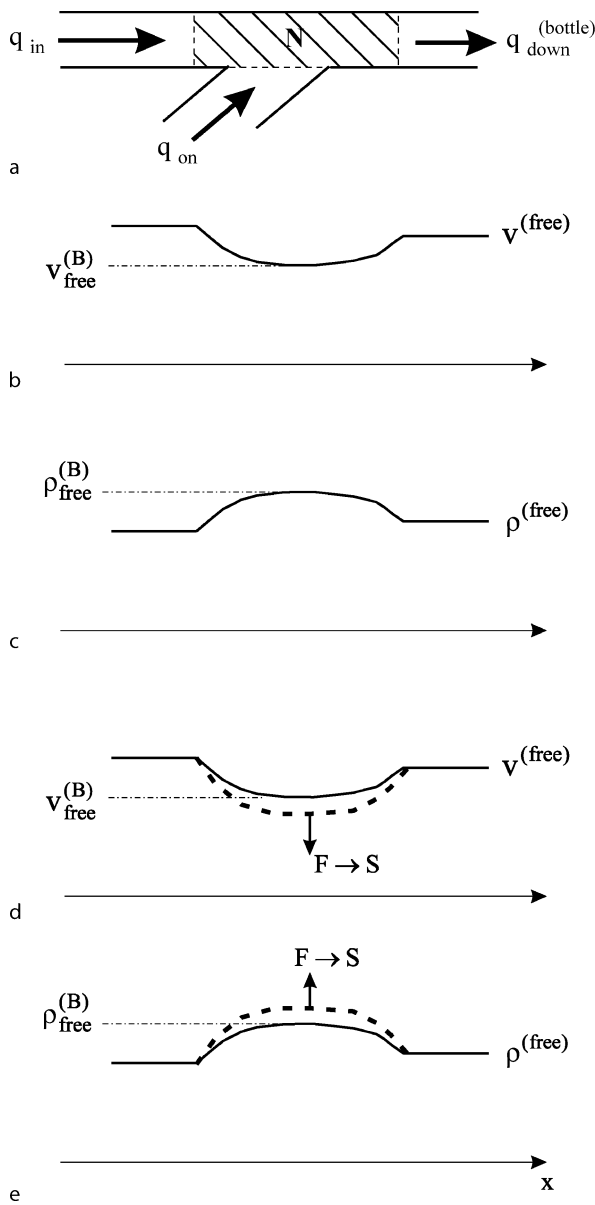 q in N q down (bottle)
q on
a
v (free)
v free (B)
b
ρ free (B)
ρ (free)
c
v (free)
v free (B)
F → S
d
F → S
ρ free (B)
ρ (free)
x
e